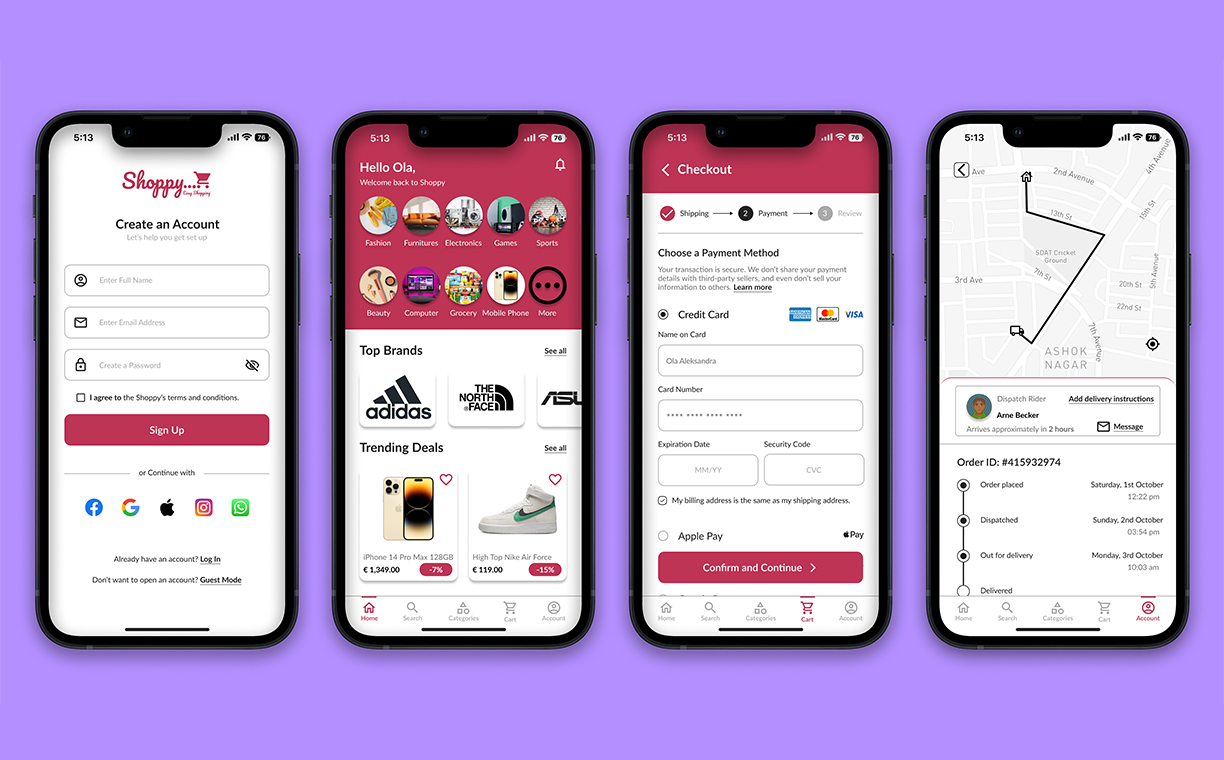 5:13
76
Shoppy...
Easy Shopping
Create an Account
Let's help you get set up
Enter Full Name
Enter Email Address
Create a Password
I agree to the Shoppy's terms and conditions.
Sign Up
or Continue with
Already have an account? Log In
Don't want to open an account? Guest Mode
5:13
76
Hello Ola,
Welcome back to Shoppy
Fashion Furnitures Electronics Games Sports
Beauty Computer Grocery Mobile Phone More
Top Brands See all
adidas
THE
NORTH
FACE
ASU
Trending Deals See all
iPhone 14 Pro Max 128GB
€ 1,349.00 -7%
High Top Nike Air Force
€ 119.00 -15%
Home Search Categories Cart Account
5:13
76
Checkout
Shipping 2 Payment 3 Review
Choose a Payment Method
Your transaction is secure. We don't share your payment
details with third-party sellers, and even don't sell your
information to others. Learn more
Credit Card
AMERICAN EXPRESS
MasterCard
VISA
Name on Card
Ola Aleksandra
Card Number
**** **** **** ****
Expiration Date Security Code
MM/YY CVC
My billing address is the same as my shipping address.
Apple Pay Pay
Confirm and Continue
Home Search Categories Cart Account
5:13
76
Ave
2nd Avenue
4th Avenue
13th St
15th St
SDAT Cricket
Ground
7th St
5th Avenue
3rd Ave
20th St
22nd St
7th Avenue
ASHOK
NAGAR
Dispatch Rider Add delivery instructions
Arne Becker
Arrives approximately in 2 hours Message
Order ID: #415932974
Order placed Saturday, 1st October
12:22 pm
Dispatched Sunday, 2nd October
03:54 pm
Out for delivery Monday, 3rd October
10:03 am
Delivered
Home Search Categories Cart Account